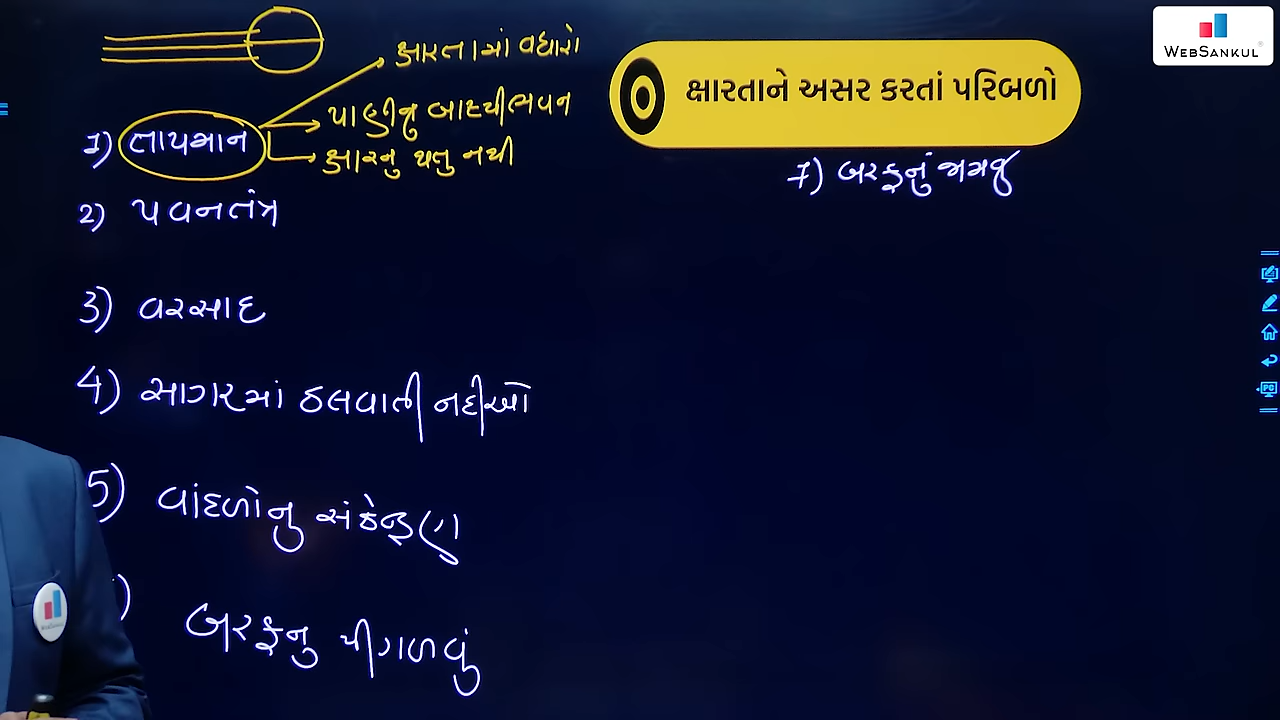 WEBSANKUL
ક્ષારતાને અસર કરતાં પરિબળો
ક્ષારતામાં વધારો
પાણીનુ બાષ્પીભવન
ક્ષારનુ થતુ નથી
1) તાપમાન
2) પવનતંત્ર
3) વરસાદ
4) સાગરમાં ઠલવાતી નદીઓ
5) વાંદળોનુ સંકેન્દ્રણ
) બરફનુ પીગળવું
7) બરફનું જામવું